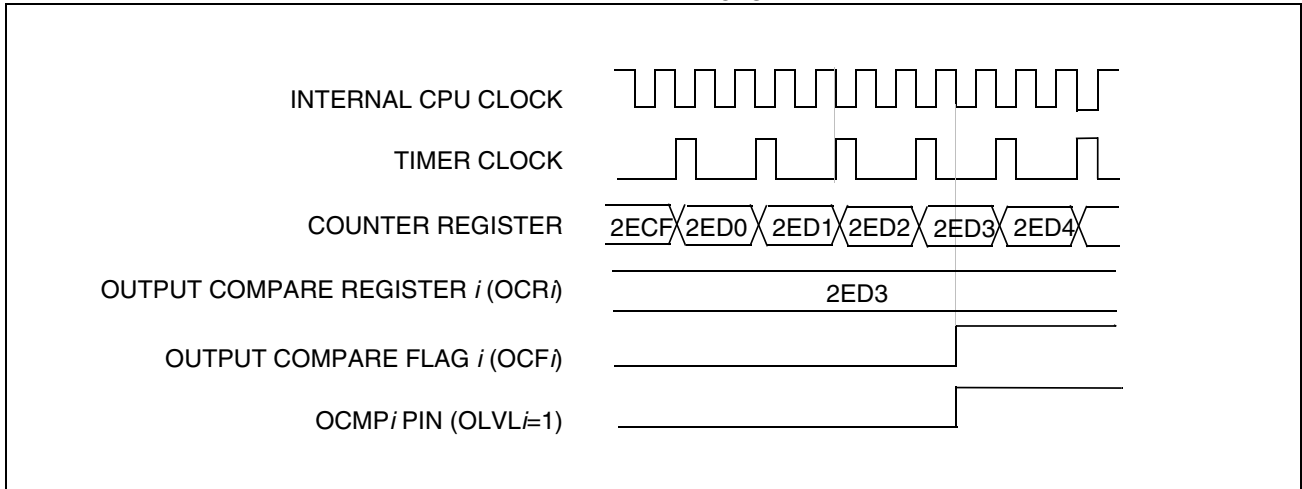 INTERNAL CPU CLOCK
TIMER CLOCK
COUNTER REGISTER
2ECF 2ED0 2ED1 2ED2 2ED3 2ED4
OUTPUT COMPARE REGISTER i (OCRi)
2ED3
OUTPUT COMPARE FLAG i (OCFi)
OCMPi PIN (OLVLi=1)